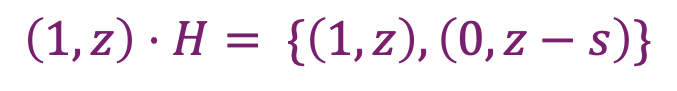 (1, z) · H = {(1, z), (0, z − s)}